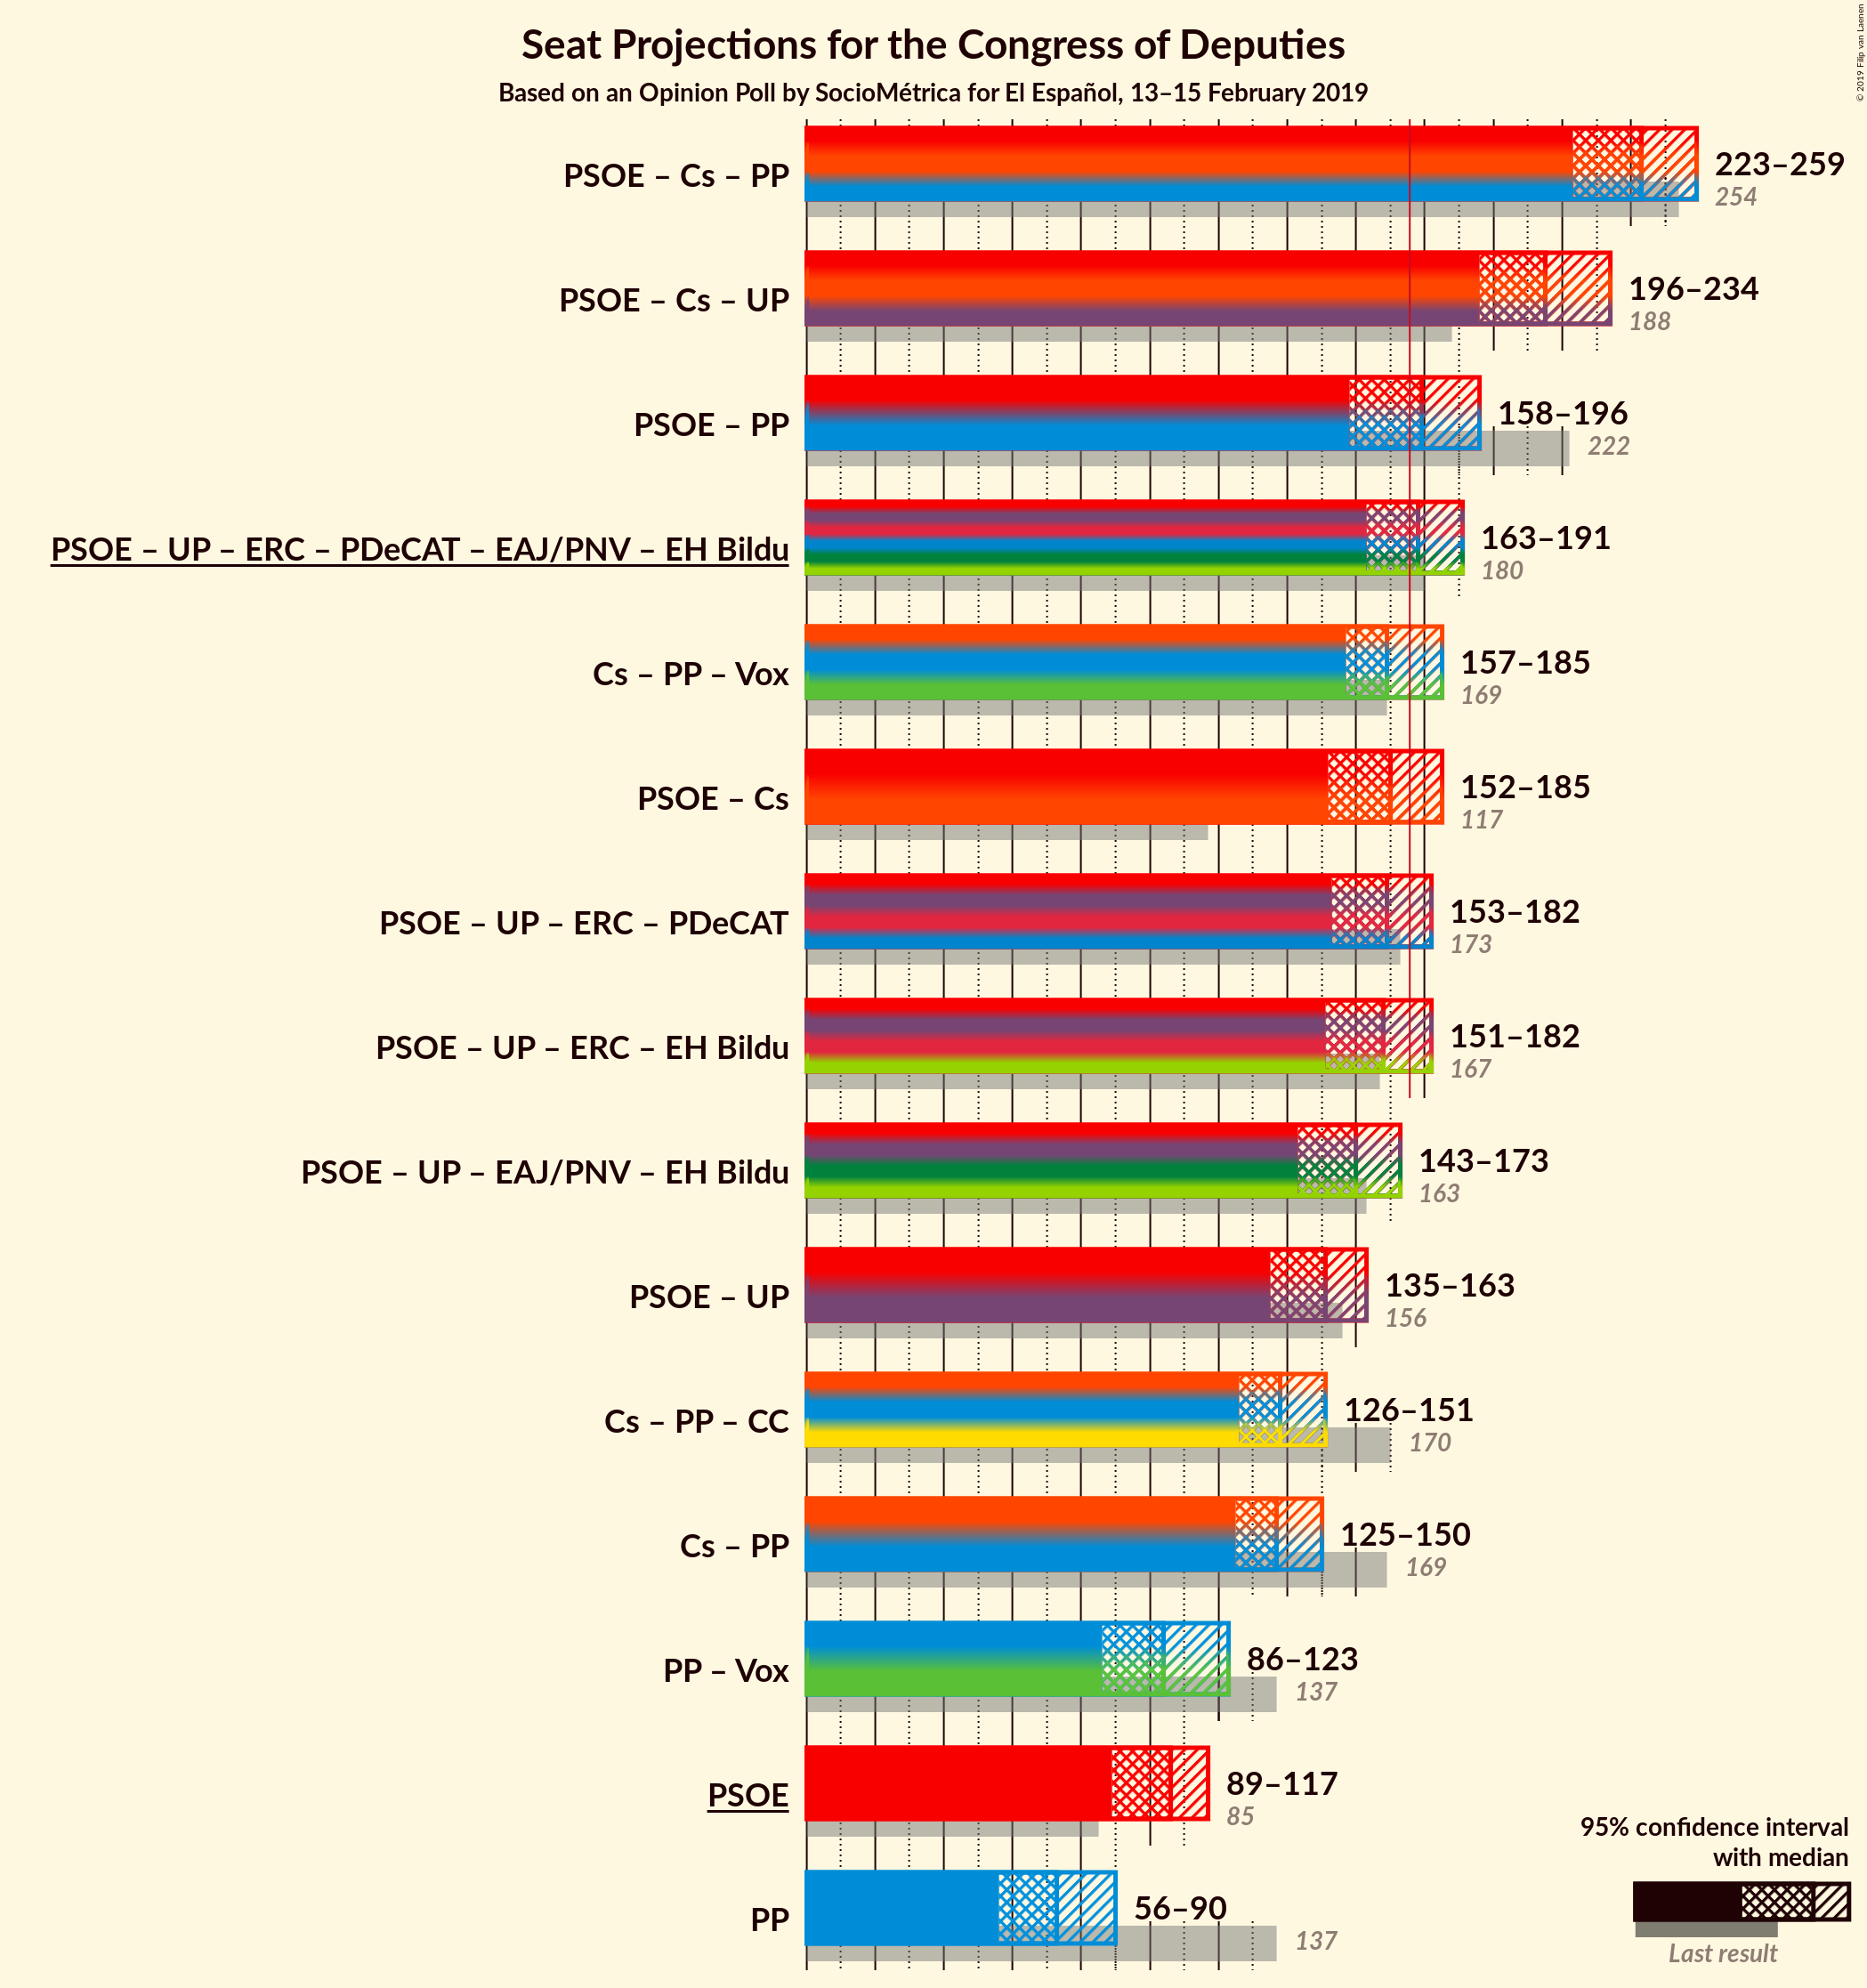 Seat Projections for the Congress of Deputies
Based on an Opinion Poll by SocioMétrica for El Español, 13–15 February 2019
© 2019 Filip van Laenen
PSOE – Cs – PP
223–259
254
PSOE – Cs – UP
196–234
188
PSOE – PP
158–196
222
PSOE – UP – ERC – PDeCAT – EAJ/PNV – EH Bildu
163–191
180
Cs – PP – Vox
157–185
169
PSOE – Cs
152–185
117
PSOE – UP – ERC – PDeCAT
153–182
173
PSOE – UP – ERC – EH Bildu
151–182
167
PSOE – UP – EAJ/PNV – EH Bildu
143–173
163
PSOE – UP
135–163
156
Cs – PP – CC
126–151
170
Cs – PP
125–150
169
PP – Vox
86–123
137
PSOE
89–117
85
PP
56–90
137
95% confidence interval
with median
Last result